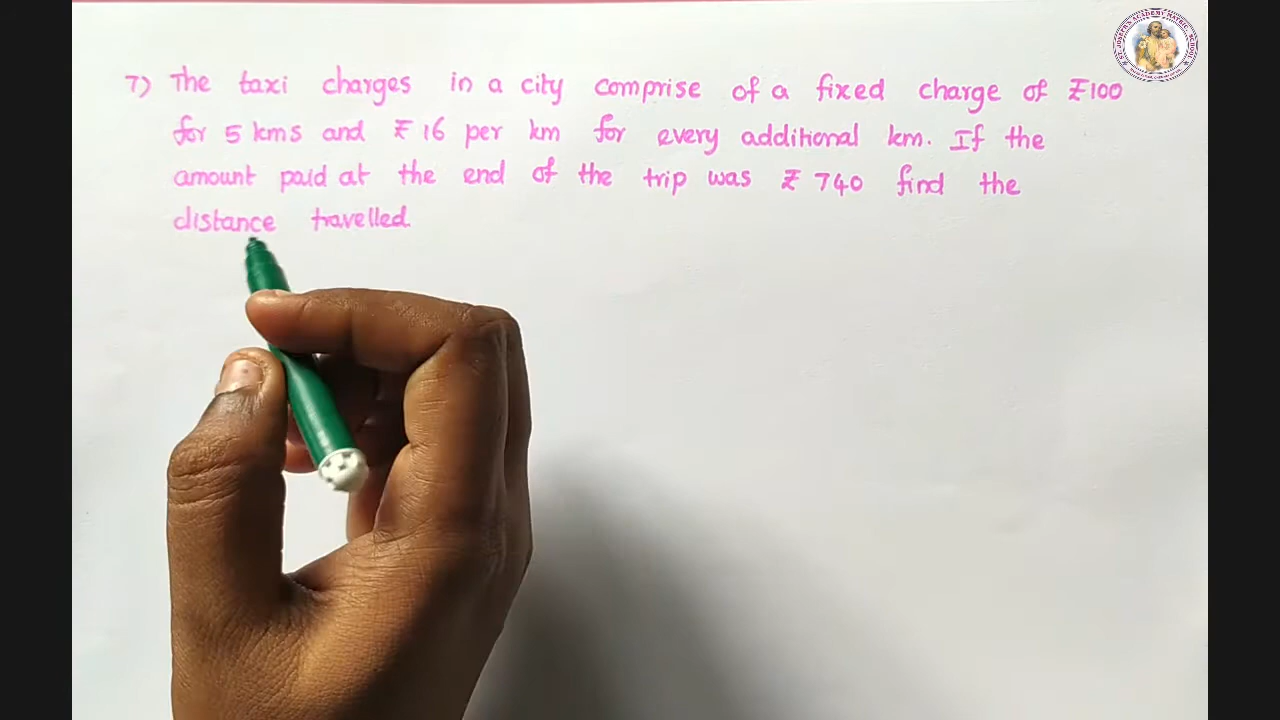 7) The taxi charges in a city comprise of a fixed charge of ₹100
for 5 kms and ₹ 16 per km for every additional km. If the
amount paid at the end of the trip was ₹ 740 find the
distance travelled.